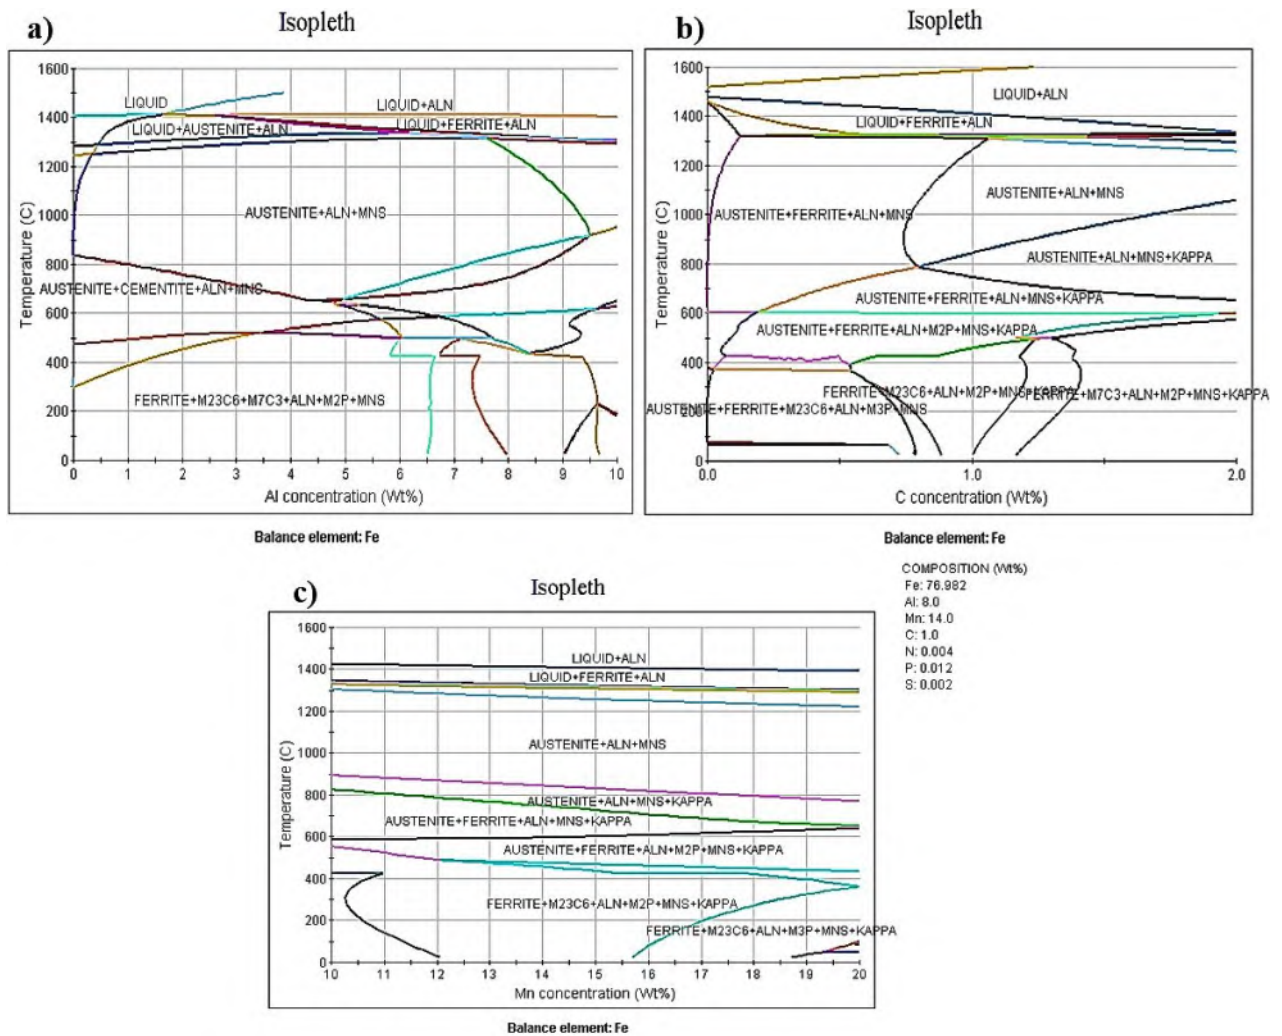 a)
Isopleth
1600
1400
1200
1000
800
600
400
200
0
Temperature (C)
LIQUID
LIQUID+ALN
LIQUID+AUSTENITE+ALN
LIQUID+FERRITE+ALN
AUSTENITE+ALN+MNS
AUSTENITE+CEMENTITE+ALN+MNS
FERRITE+M23C6+M7C3+ALN+M2P+MNS
0 1 2 3 4 5 6 7 8 9 10
Al concentration (Wt%)
Balance element: Fe
b)
Isopleth
1600
1400
1200
1000
800
600
400
200
0
Temperature (C)
LIQUID+ALN
LIQUID+FERRITE+ALN
AUSTENITE+ALN+MNS
AUSTENITE+FERRITE+ALN+MNS
AUSTENITE+ALN+MNS+KAPPA
AUSTENITE+FERRITE+ALN+MNS+KAPPA
AUSTENITE+FERRITE+ALN+M2P+MNS+KAPPA
FERRITE+M23C6+ALN+M2P+MNS+KAPPA
FERRITE+M7C3+ALN+M2P+MNS+KAPPA
AUSTENITE+FERRITE+M23C6+ALN+M3P+MNS
0.0 1.0 2.0
C concentration (Wt%)
Balance element: Fe
COMPOSITION (Wt%)
Fe: 76.982
Al: 8.0
Mn: 14.0
C: 1.0
N: 0.004
P: 0.012
S: 0.002
c)
Isopleth
1600
1400
1200
1000
800
600
400
200
0
Temperature (C)
LIQUID+ALN
LIQUID+FERRITE+ALN
AUSTENITE+ALN+MNS
AUSTENITE+ALN+MNS+KAPPA
AUSTENITE+FERRITE+ALN+MNS+KAPPA
AUSTENITE+FERRITE+ALN+M2P+MNS+KAPPA
FERRITE+M23C6+ALN+M2P+MNS+KAPPA
FERRITE+M23C6+ALN+M3P+MNS+KAPPA
10 11 12 13 14 15 16 17 18 19 20
Mn concentration (Wt%)
Balance element: Fe